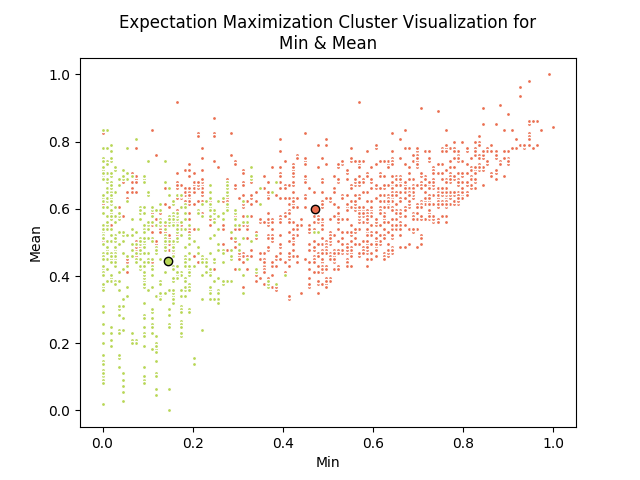 Expectation Maximization Cluster Visualization for
Min & Mean
1.0
0.8
0.6
0.4
0.2
0.0
Mean
0.0 0.2 0.4 0.6 0.8 1.0
Min